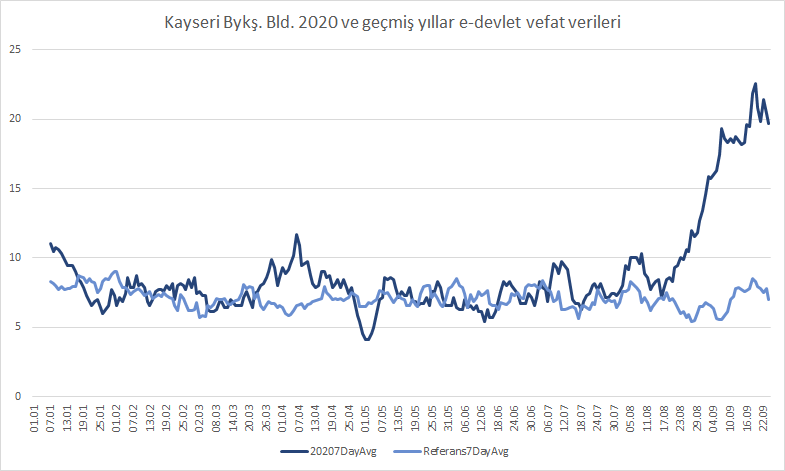 Kayseri Bykş. Bld. 2020 ve geçmiş yıllar e-devlet vefat verileri
25
20
15
10
5
0
01.01 07.01 13.01 19.01 25.01 01.02 07.02 13.02 19.02 25.02 02.03 08.03 14.03 20.03 26.03 01.04 07.04 13.04 19.04 25.04 01.05 07.05 13.05 19.05 25.05 31.05 06.06 12.06 18.06 24.06 30.06 06.07 12.07 18.07 24.07 30.07 05.08 11.08 17.08 23.08 29.08 04.09 10.09 16.09 22.09
20207DayAvg Referans7DayAvg